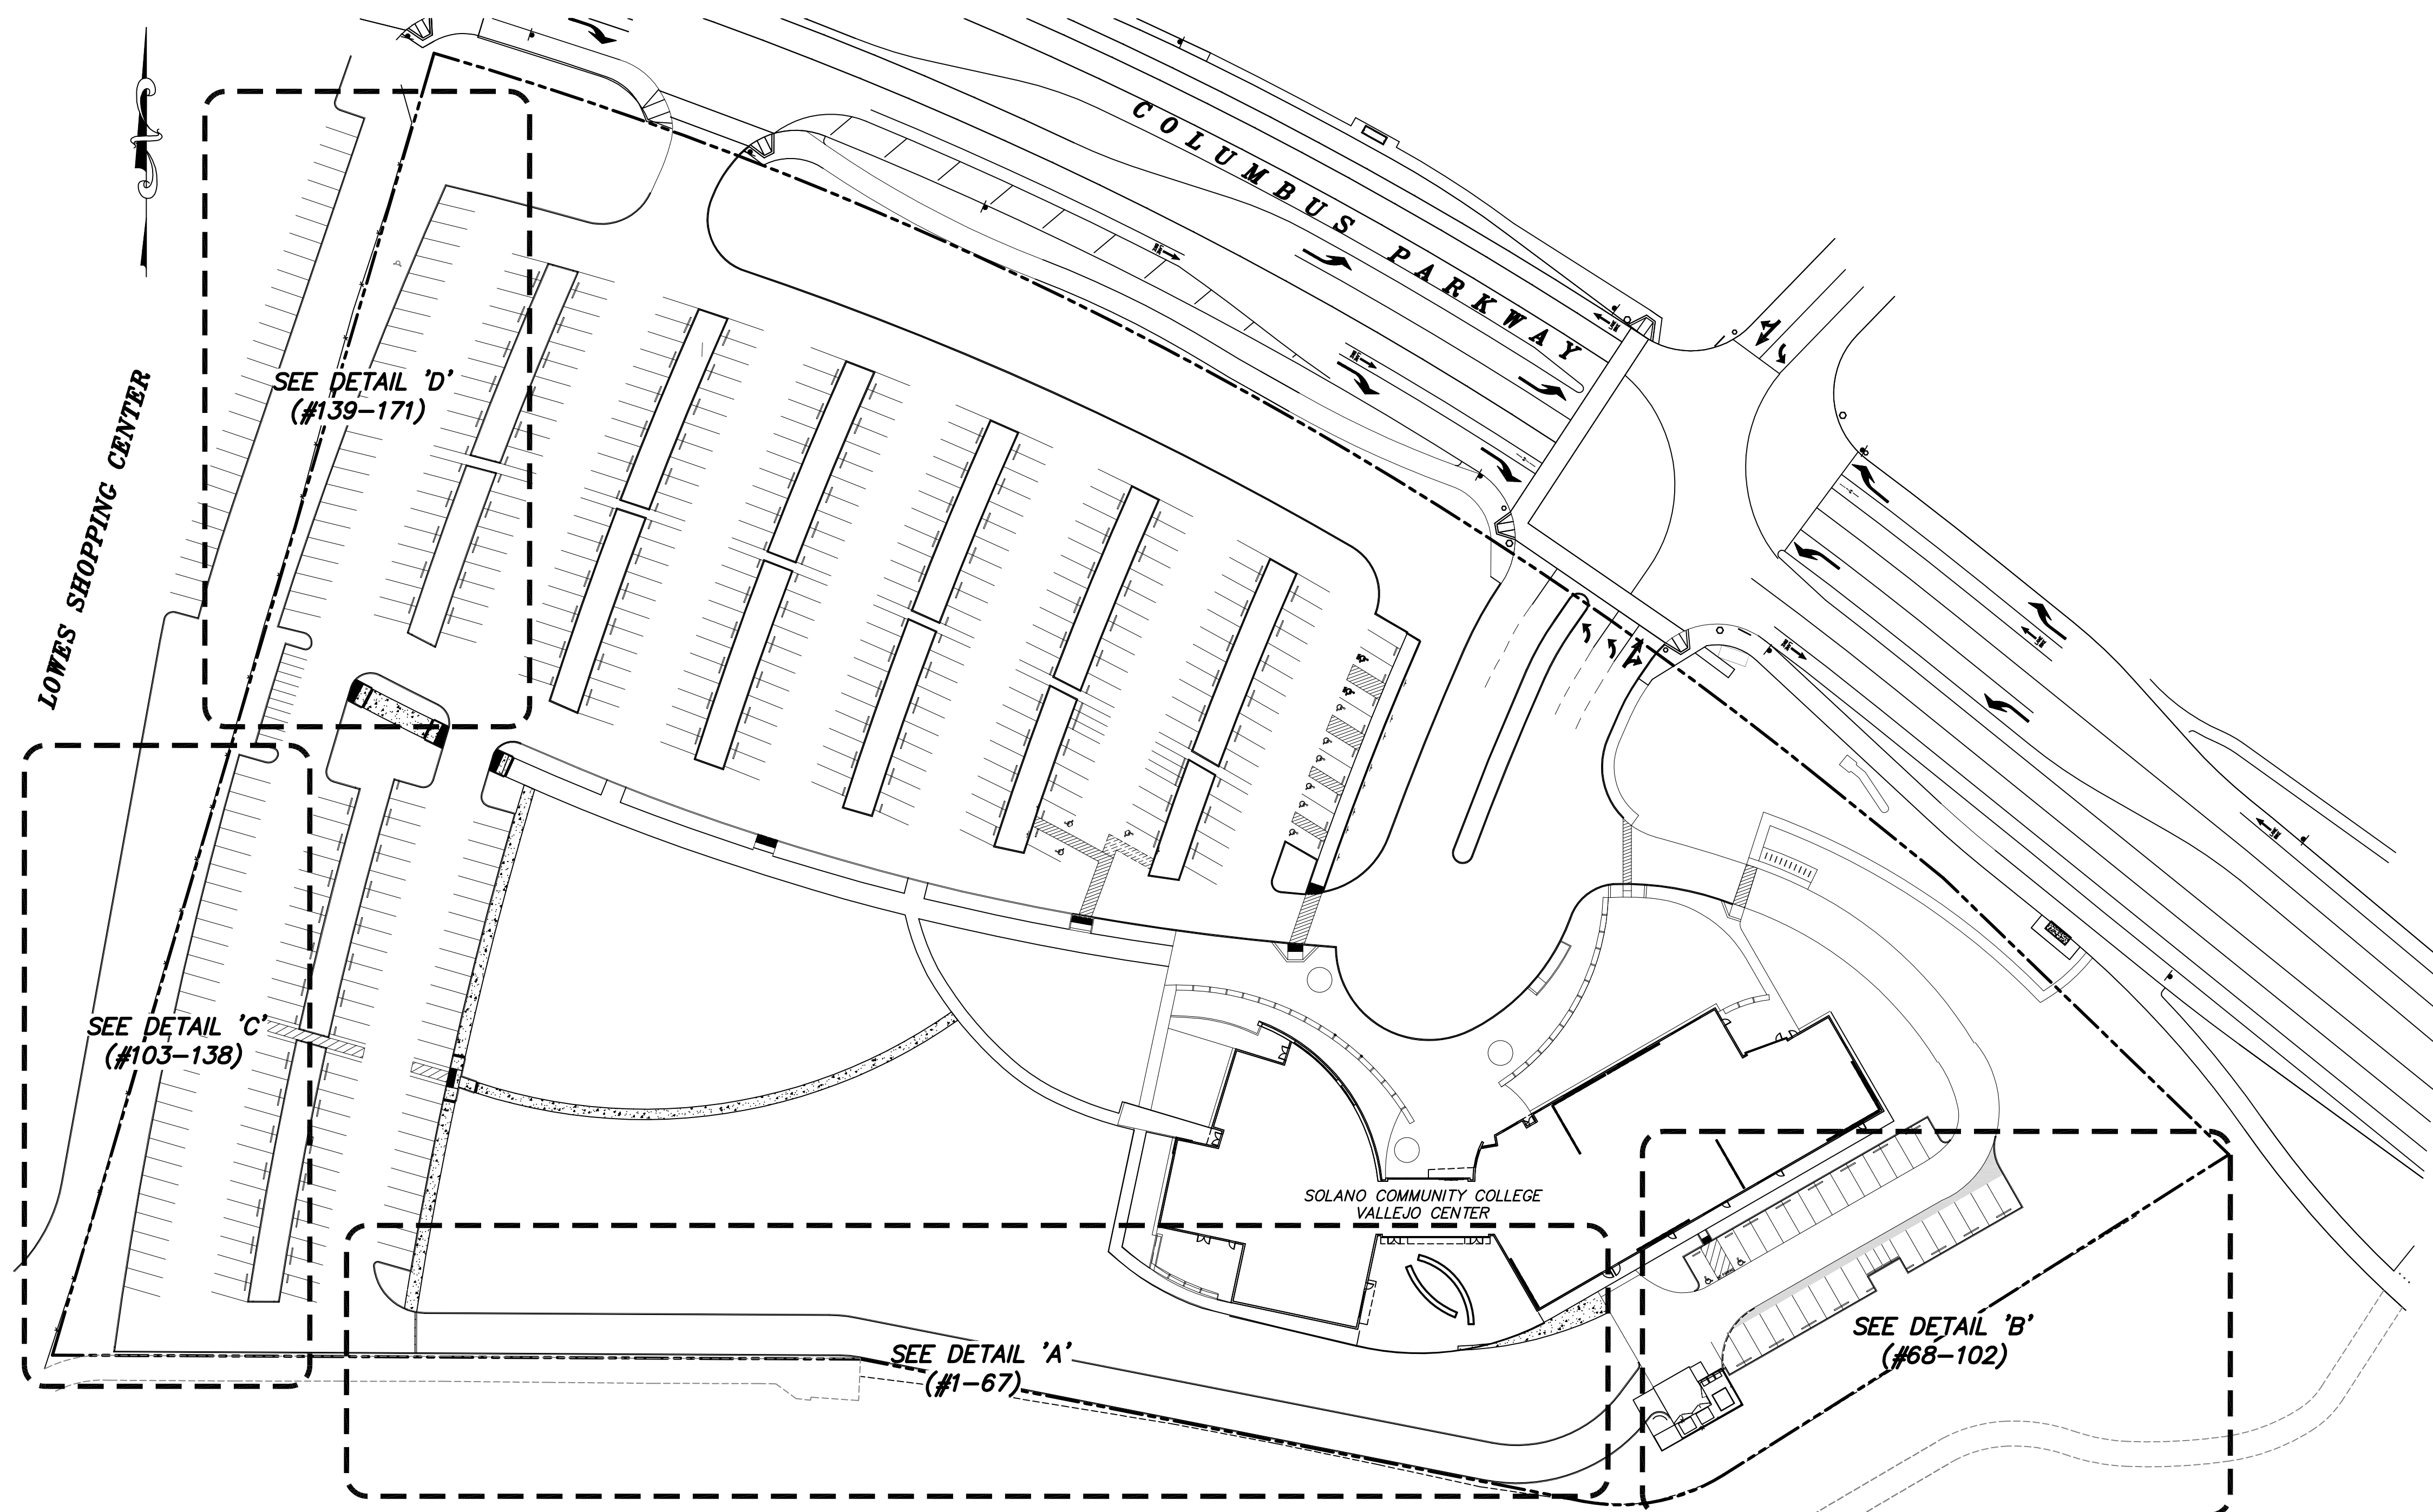 COLUMBUS PARKWAY
SEE DETAIL 'D'
(#139-171)
LOWES SHOPPING CENTER
SEE DETAIL 'C'
(#103-138)
SOLANO COMMUNITY COLLEGE
VALLEJO CENTER
SEE DETAIL 'A'
(#1-67)
SEE DETAIL 'B'
(#68-102)